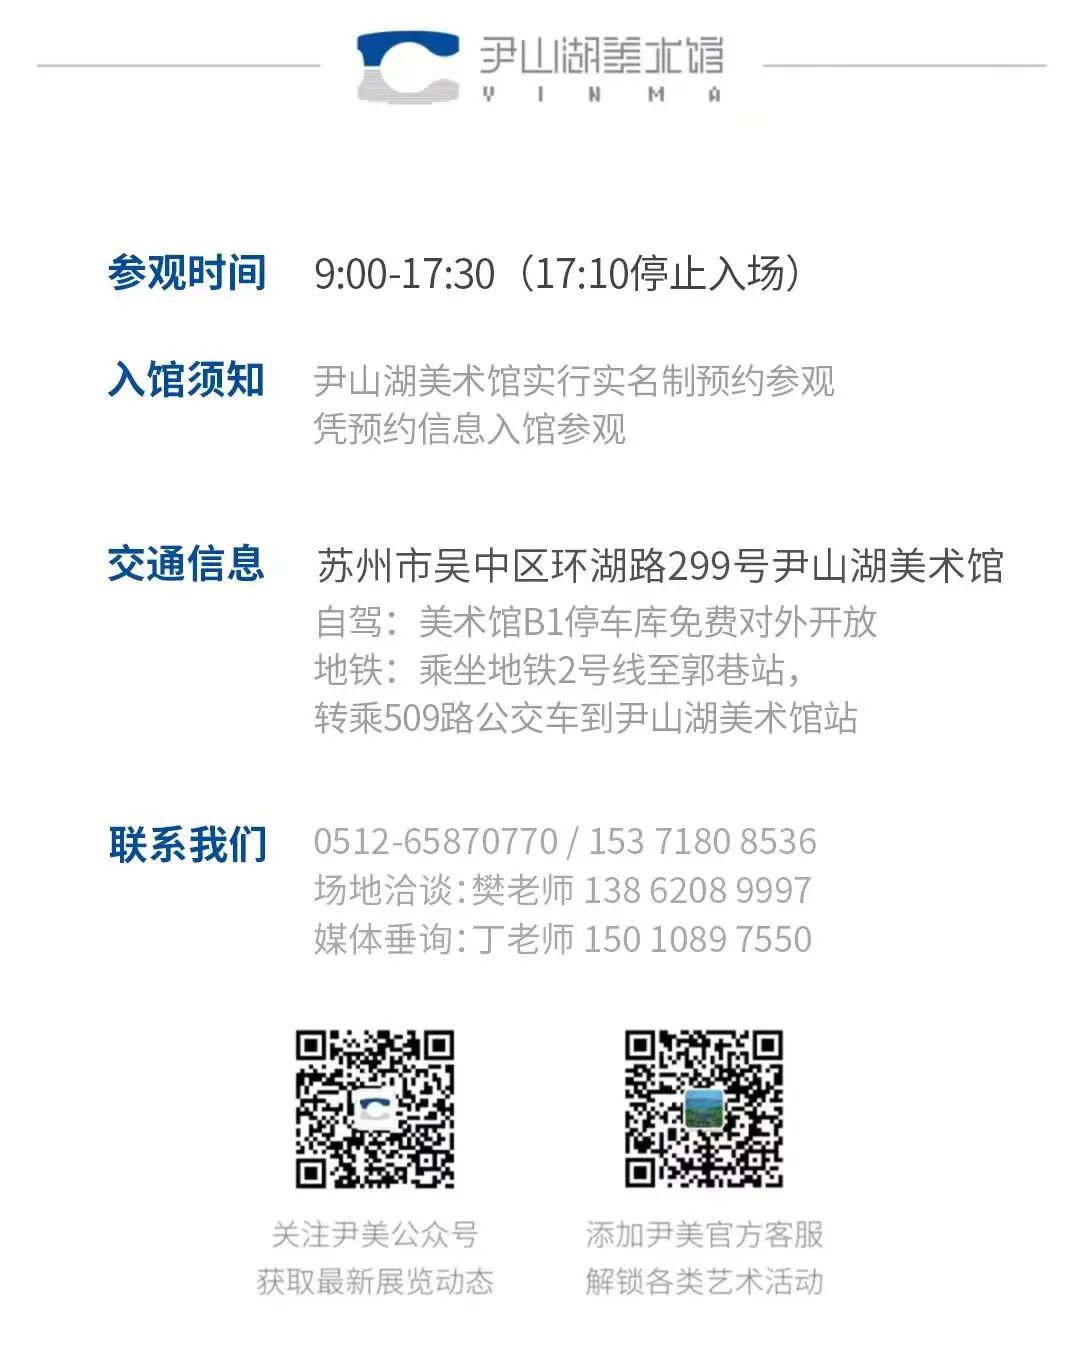 尹山湖美术馆
YINMA
参观时间 9:00-17:30（17:10停止入场）
入馆须知 尹山湖美术馆实行实名制预约参观
凭预约信息入馆参观
交通信息 苏州市吴中区环湖路299号尹山湖美术馆
自驾：美术馆B1停车库免费对外开放
地铁：乘坐地铁2号线至郭巷站，
转乘509路公交车到尹山湖美术馆站
联系我们 0512-65870770 / 153 7180 8536
场地洽谈：樊老师 138 6208 9997
媒体垂询：丁老师 150 1089 7550
关注尹美公众号
获取最新展览动态
添加尹美官方客服
解锁各类艺术活动